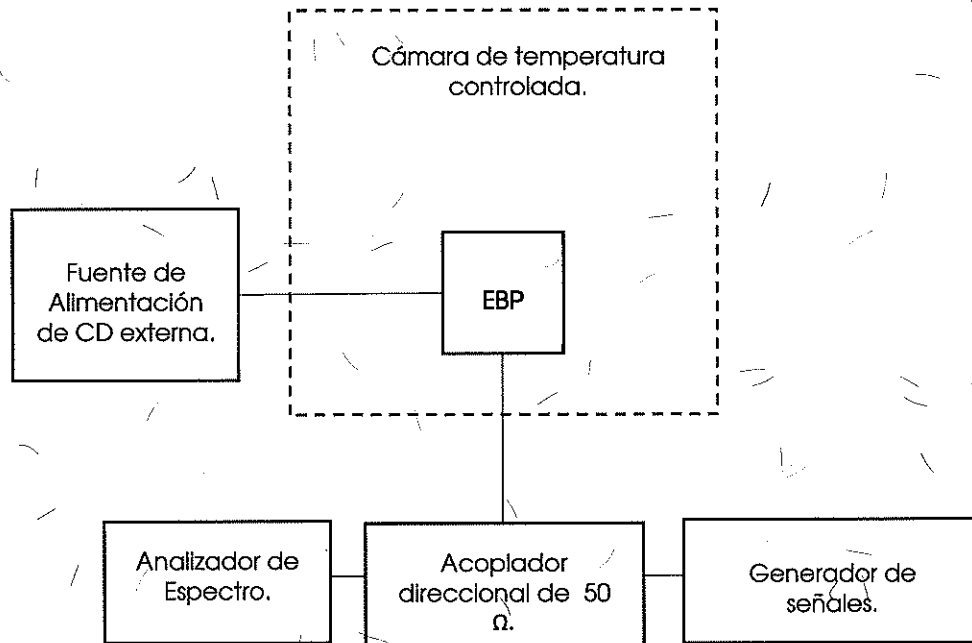 Cámara de temperatura
controlada.
Fuente de
Alimentación
de CD externa.
EBP
Analizador de
Espectro.
Acoplador
direccional de 50
Ω.
Generador de
señales.